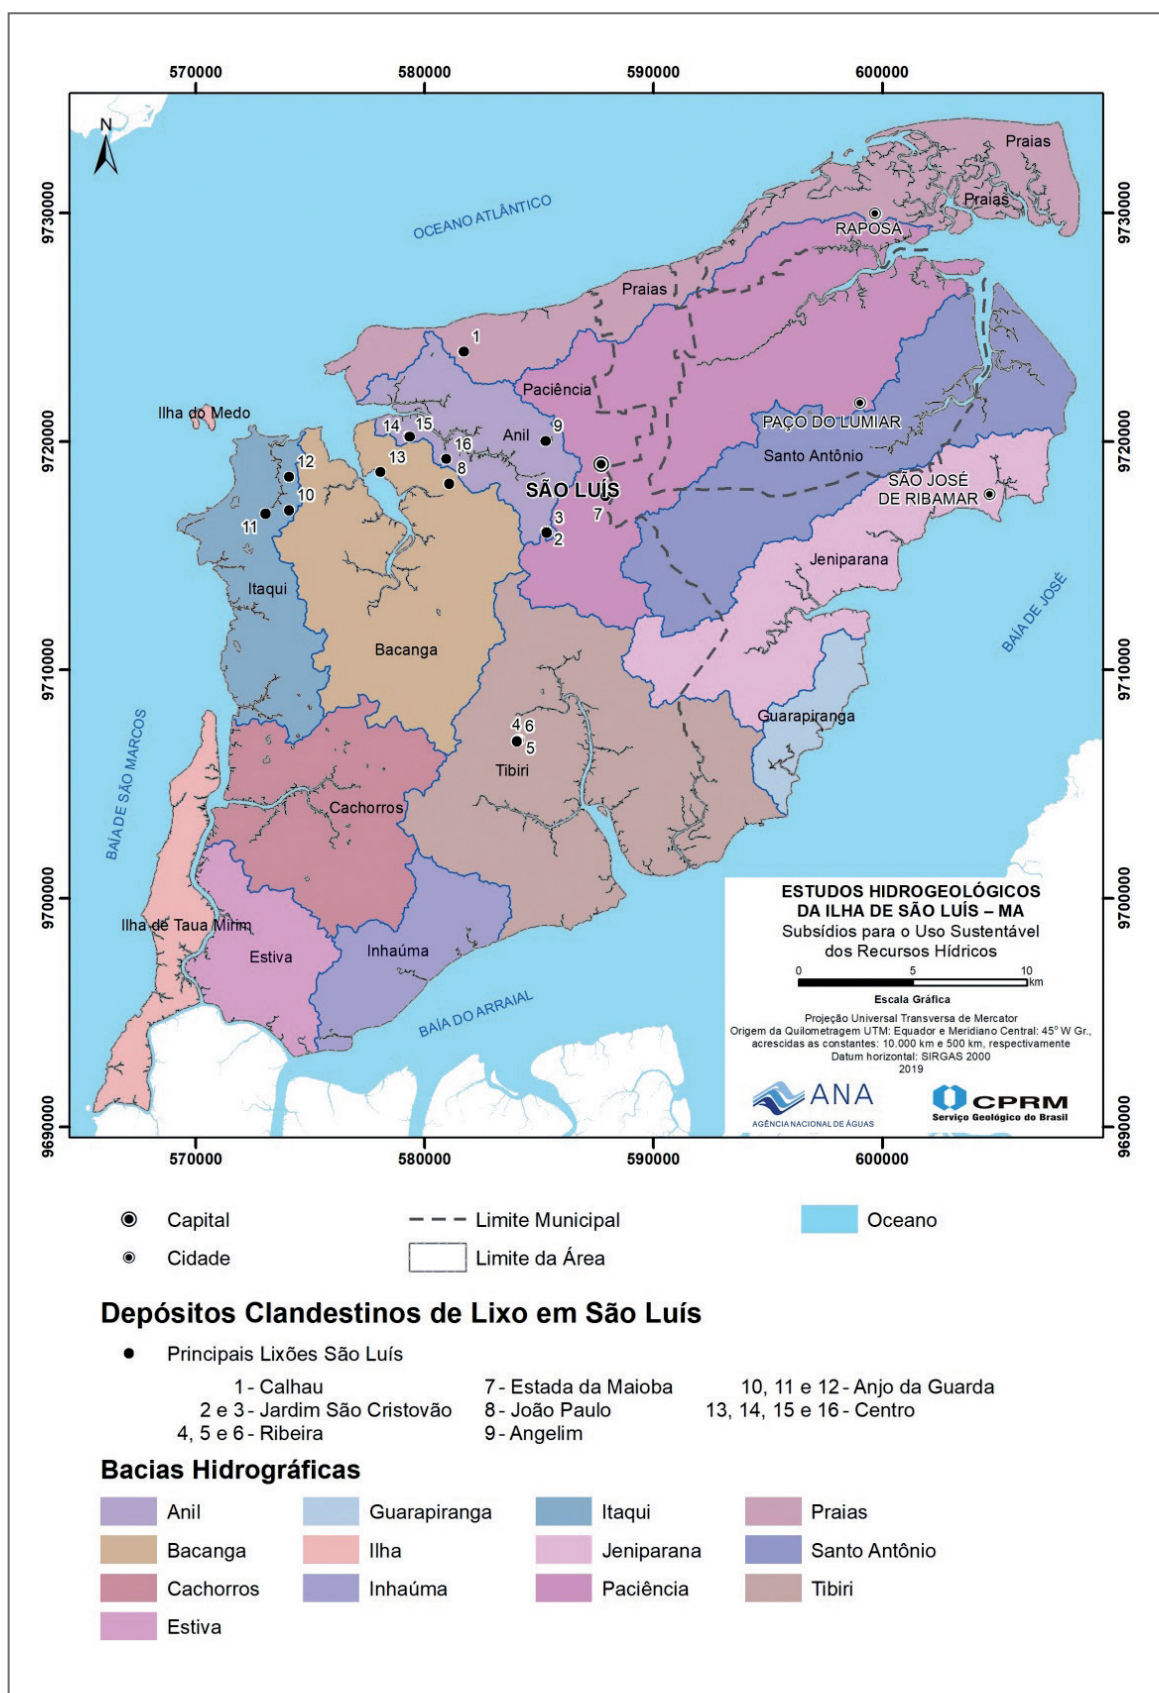 570000
580000
590000
600000
N
9730000
9720000
9710000
9700000
9690000
9730000
9720000
9710000
9700000
9690000
OCEANO ATLÂNTICO
Praias
Praias
RAPOSA
Praias
1
Paciência
Ilha do Medo
14
15
9
Anil
16
PAÇO DO LUMIAR
13
8
Santo Antônio
12
SÃO LUÍS
SÃO JOSÉ
DE RIBAMAR
10
11
7
3
2
Jeniparana
Itaqui
BAÍA DE JOSÉ
Bacanga
Guarapiranga
4
6
5
Tibiri
BAÍA DE SÃO MARCOS
Cachorros
Ilha de Taua Mirim
Inhaúma
Estiva
BAÍA DO ARRAIAL
ESTUDOS HIDROGEOLÓGICOS
DA ILHA DE SÃO LUÍS – MA
Subsídios para o Uso Sustentável
dos Recursos Hídricos
0
5
10
km
Escala Gráfica
Projeção Universal Transversa de Mercator
Origem da Quilometragem UTM: Equador e Meridiano Central: 45° W Gr.,
acrescidas as constantes: 10.000 km e 500 km, respectivamente
Datum horizontal: SIRGAS 2000
2019
ANA
AGÊNCIA NACIONAL DE ÁGUAS
CPRM
Serviço Geológico do Brasil
570000
580000
590000
600000
Capital
Limite Municipal
Oceano
Cidade
Limite da Área
Depósitos Clandestinos de Lixo em São Luís
Principais Lixões São Luís
1 - Calhau
7 - Estada da Maioba
10, 11 e 12 - Anjo da Guarda
2 e 3 - Jardim São Cristovão
8 - João Paulo
13, 14, 15 e 16 - Centro
4, 5 e 6 - Ribeira
9 - Angelim
Bacias Hidrográficas
Anil
Guarapiranga
Itaqui
Praias
Bacanga
Ilha
Jeniparana
Santo Antônio
Cachorros
Inhaúma
Paciência
Tibiri
Estiva